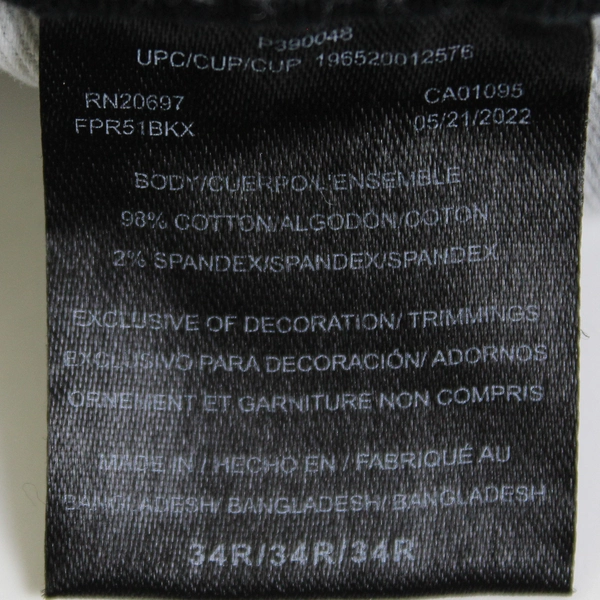 P390048
UPC/CUP/CUP 196520012576
RN20697 CA01095
FPR51BKX 05/21/2022
BODY/CUERPO/L'ENSEMBLE
98% COTTON/ALGODÓN/COTON
2% SPANDEX/SPANDEX/SPANDEX
EXCLUSIVE OF DECORATION/ TRIMMINGS
EXCLUSIVO PARA DECORACIÓN/ ADORNOS
ORNEMENT ET GARNITURE NON COMPRIS
MADE IN / HECHO EN / FABRIQUÉ AU
BANGLADESH/ BANGLADESH/ BANGLADESH
34R/34R/34R